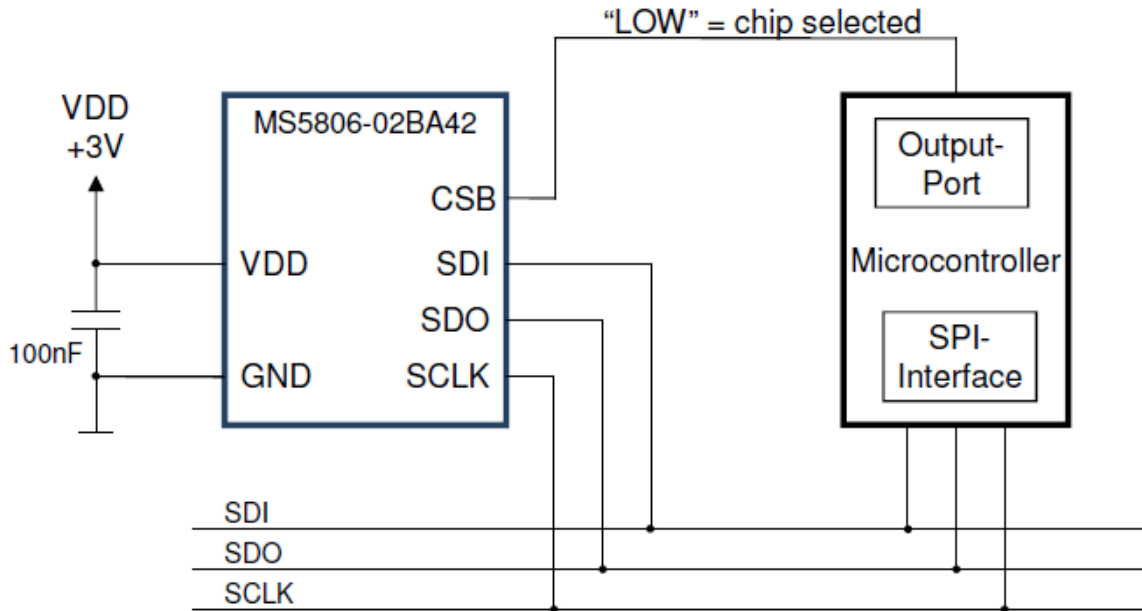 “LOW” = chip selected
VDD
+3V
MS5806-02BA42
Output-
Port
CSB
VDD
SDI
Microcontroller
SDO
100nF
GND
SCLK
SPI-
Interface
SDI
SDO
SCLK